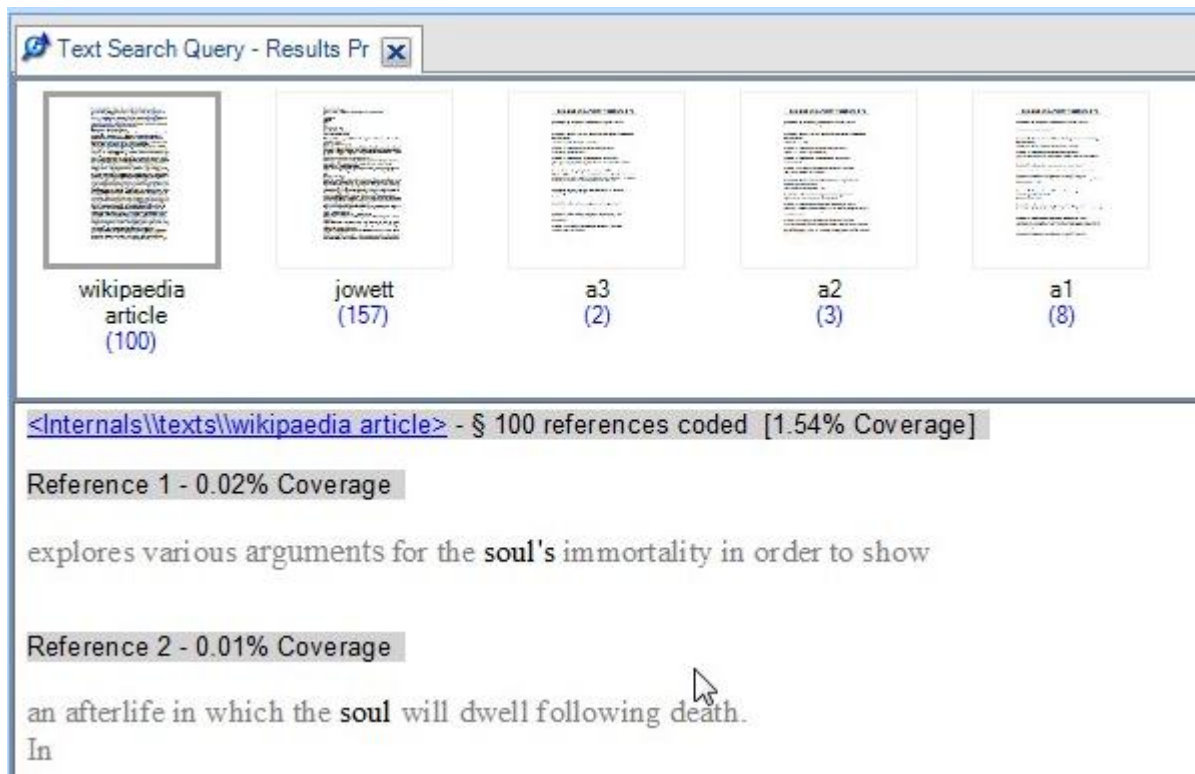 Text Search Query - Results Pr
wikipaedia
article
(100)
jowett
(157)
a3
(2)
a2
(3)
a1
(8)
<Internals\\texts\\wikipaedia article> - § 100 references coded [1.54% Coverage]
Reference 1 - 0.02% Coverage
explores various arguments for the soul's immortality in order to show
Reference 2 - 0.01% Coverage
an afterlife in which the soul will dwell following death.
In